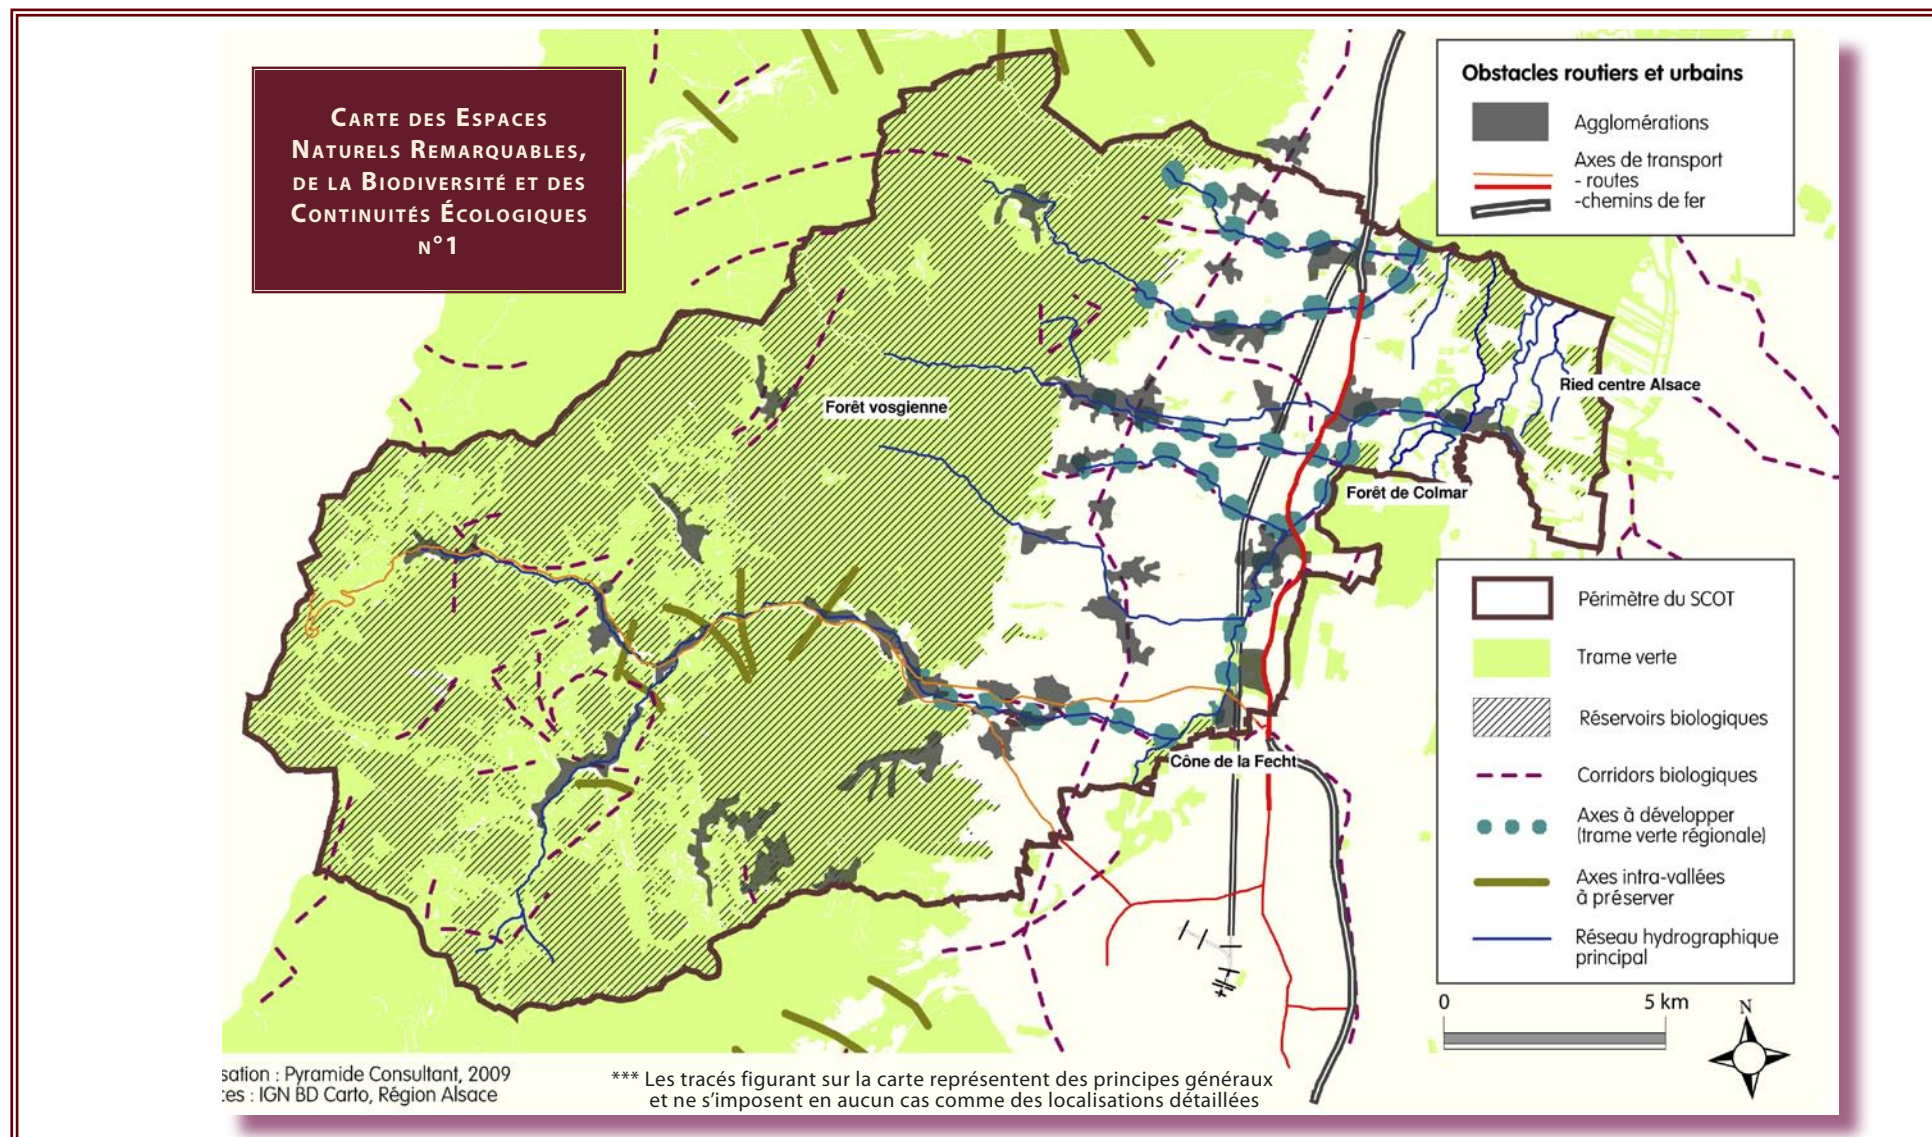 CARTE DES ESPACES
NATURELS REMARQUABLES,
DE LA BIODIVERSITÉ ET DES
CONTINUITÉS ÉCOLOGIQUES
N°1
Obstacles routiers et urbains
Agglomérations
Axes de transport
- routes
-chemins de fer
Forêt vosgienne
Ried centre Alsace
Forêt de Colmar
Cône de la Fecht
Périmètre du SCOT
Trame verte
Réservoirs biologiques
Corridors biologiques
Axes à développer
(trame verte régionale)
Axes intra-vallées
à préserver
Réseau hydrographique
principal
0 5 km
N
sation : Pyramide Consultant, 2009
ces : IGN BD Carto, Région Alsace
*** Les tracés figurant sur la carte représentent des principes généraux
et ne s'imposent en aucun cas comme des localisations détaillées